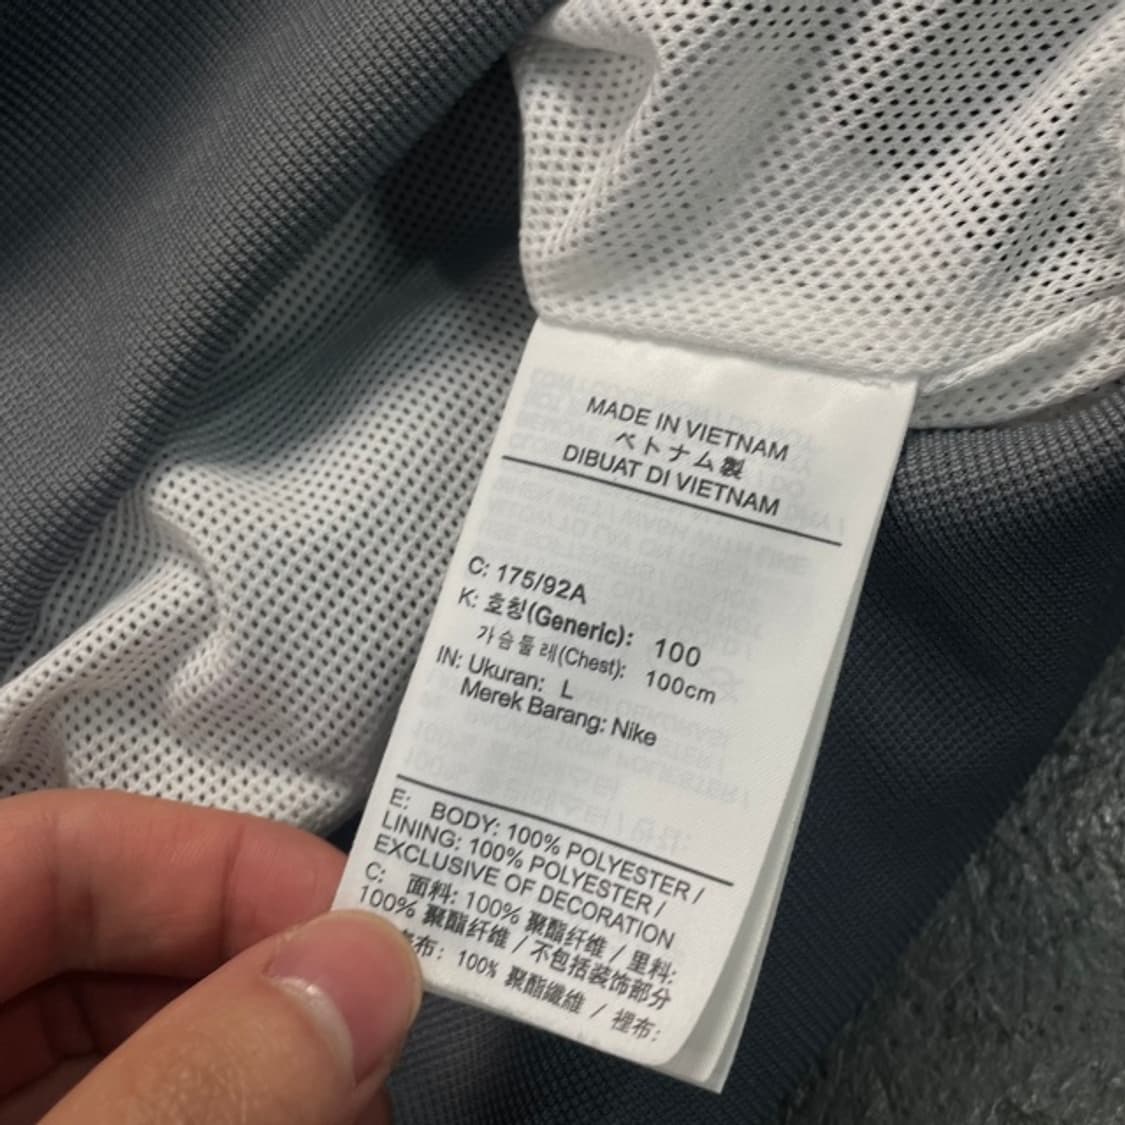 MADE IN VIETNAM
ベトナム製
DIBUAT DI VIETNAM
C: 175/92A
K: 호칭(Generic): 100
가슴둘레(Chest): 100cm
IN: Ukuran: L
Merek Barang: Nike
E: BODY: 100% POLYESTER /
LINING: 100% POLYESTER /
EXCLUSIVE OF DECORATION
C: 面料: 100% 聚酯纤维 / 里料:
100% 聚酯纤维 / 不包括装饰部分
布: 100% 聚酯纖維 / 裡布: